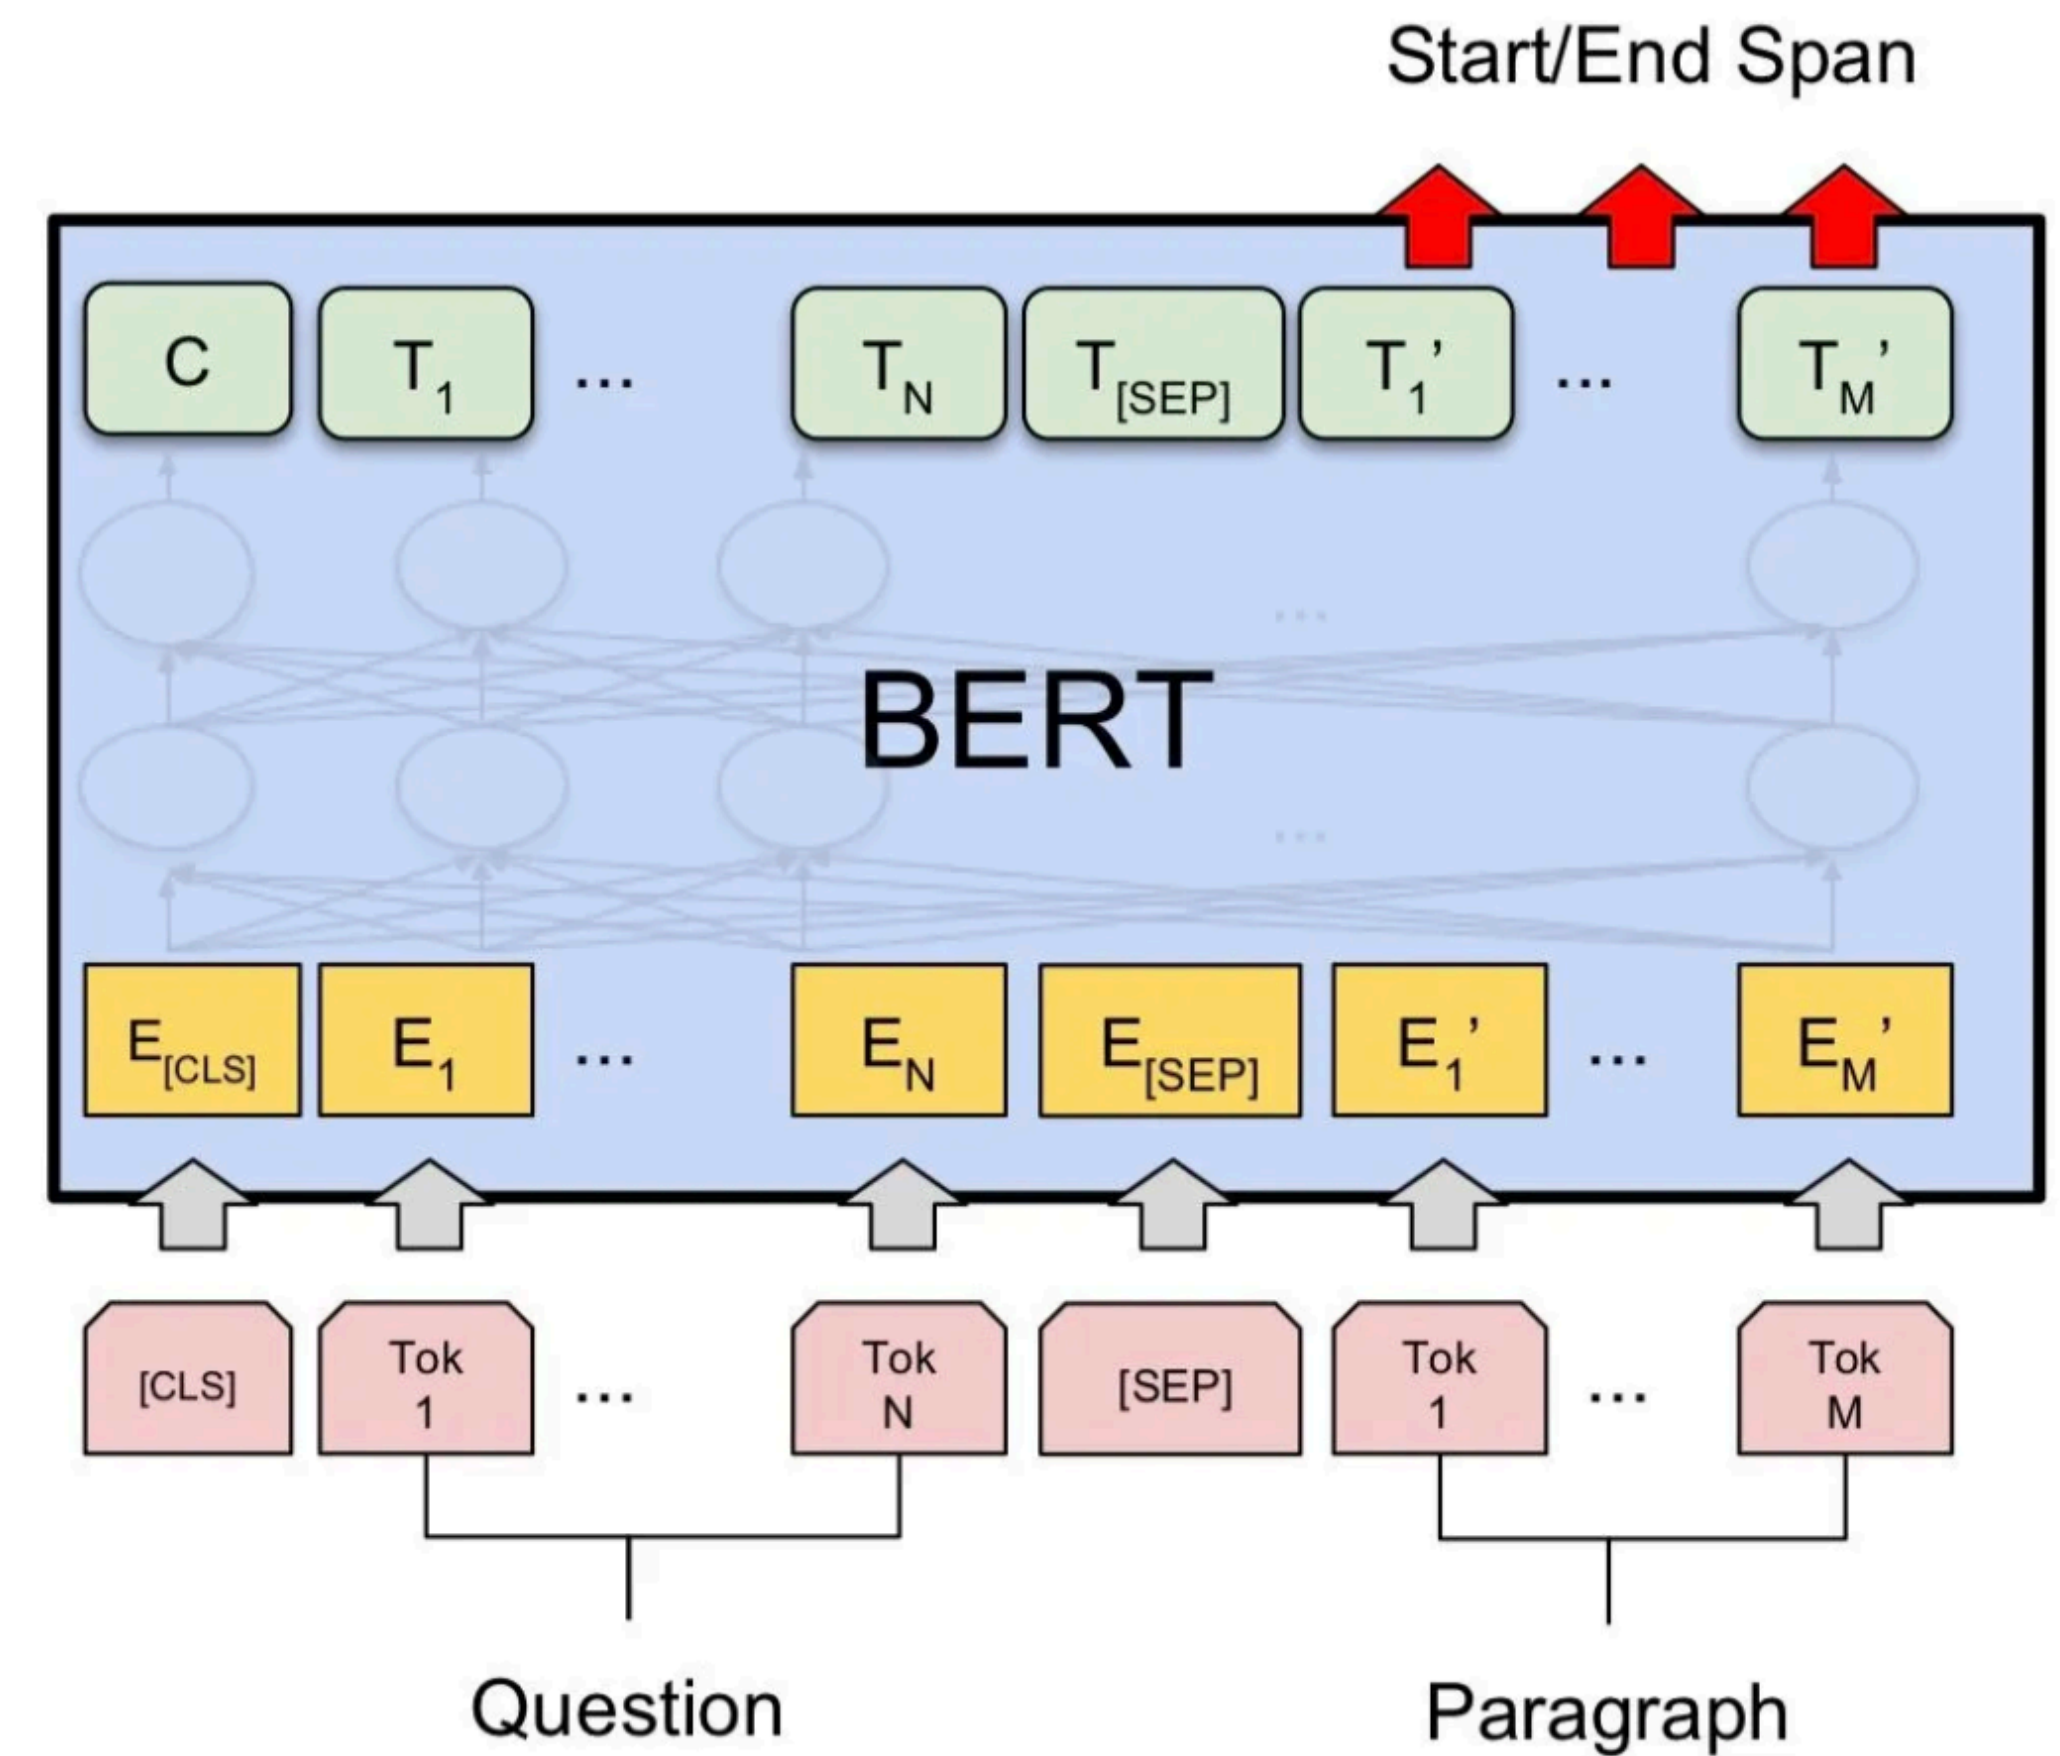 Start/End Span
C T1 ... TN T[SEP] T1’ ... TM’
...
BERT
...
E[CLS] E1 ... EN E[SEP] E1’ ... EM’
[CLS] Tok 1 ... Tok N [SEP] Tok 1 ... Tok M
Question Paragraph